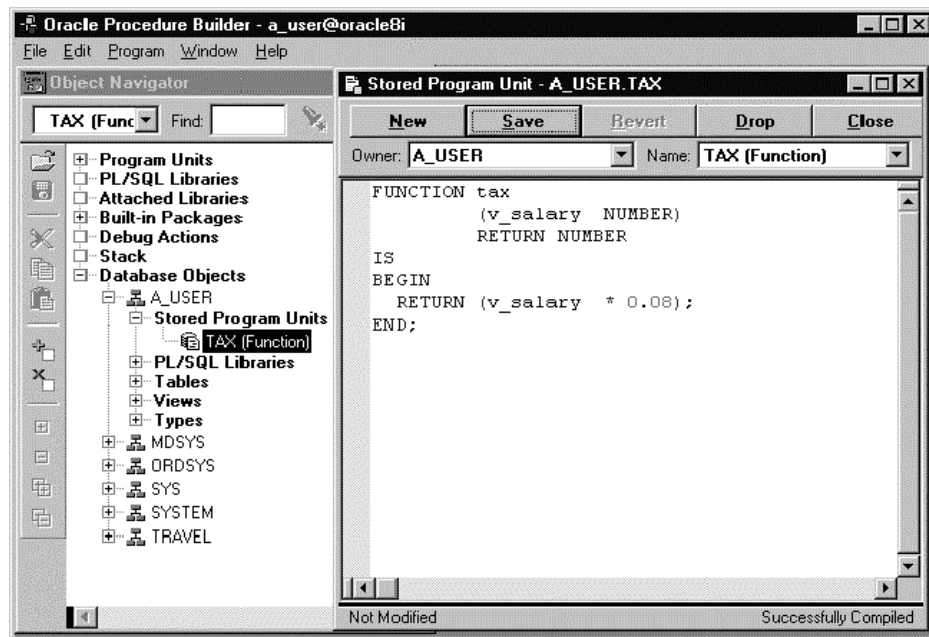 Oracle Procedure Builder - a_user@oracle8i
File Edit Program Window Help
Object Navigator
TAX (Func Find:
Program Units
PL/SQL Libraries
Attached Libraries
Built-in Packages
Debug Actions
Stack
Database Objects
A_USER
Stored Program Units
TAX (Function)
PL/SQL Libraries
Tables
Views
Types
MDSYS
ORDSYS
SYS
SYSTEM
TRAVEL
Stored Program Unit - A_USER.TAX
New Save Revert Drop Close
Owner: A_USER Name: TAX (Function)
FUNCTION tax
(v_salary NUMBER)
RETURN NUMBER
IS
BEGIN
RETURN (v_salary * 0.08);
END;
Not Modified Successfully Compiled